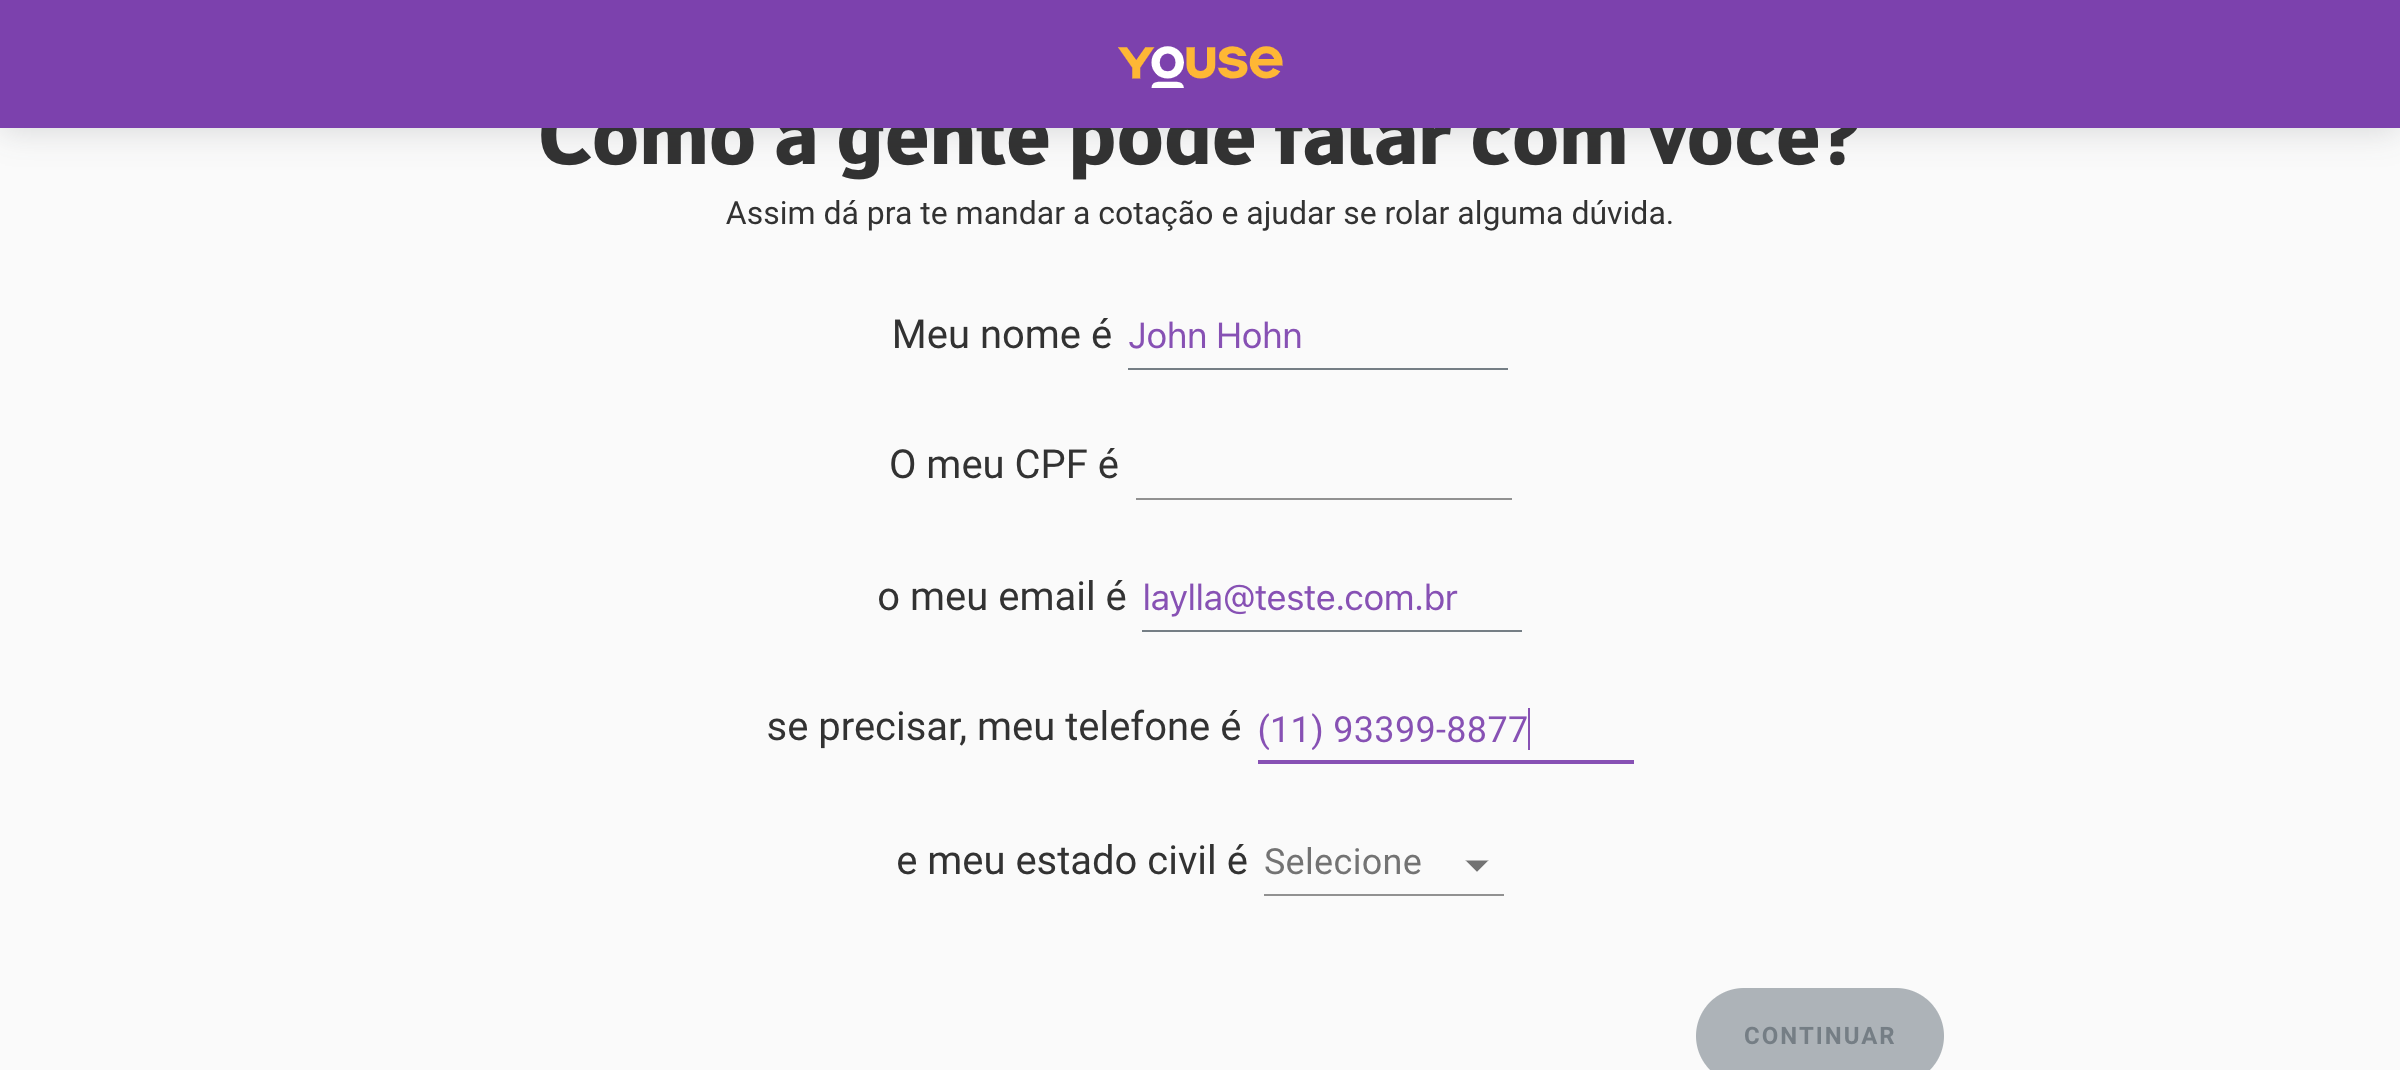 youse
Como a gente pode falar com você?
Assim dá pra te mandar a cotação e ajudar se rolar alguma dúvida.
Meu nome é John Hohn
O meu CPF é
o meu email é laylla@teste.com.br
se precisar, meu telefone é (11) 93399-8877
e meu estado civil é Selecione
CONTINUAR